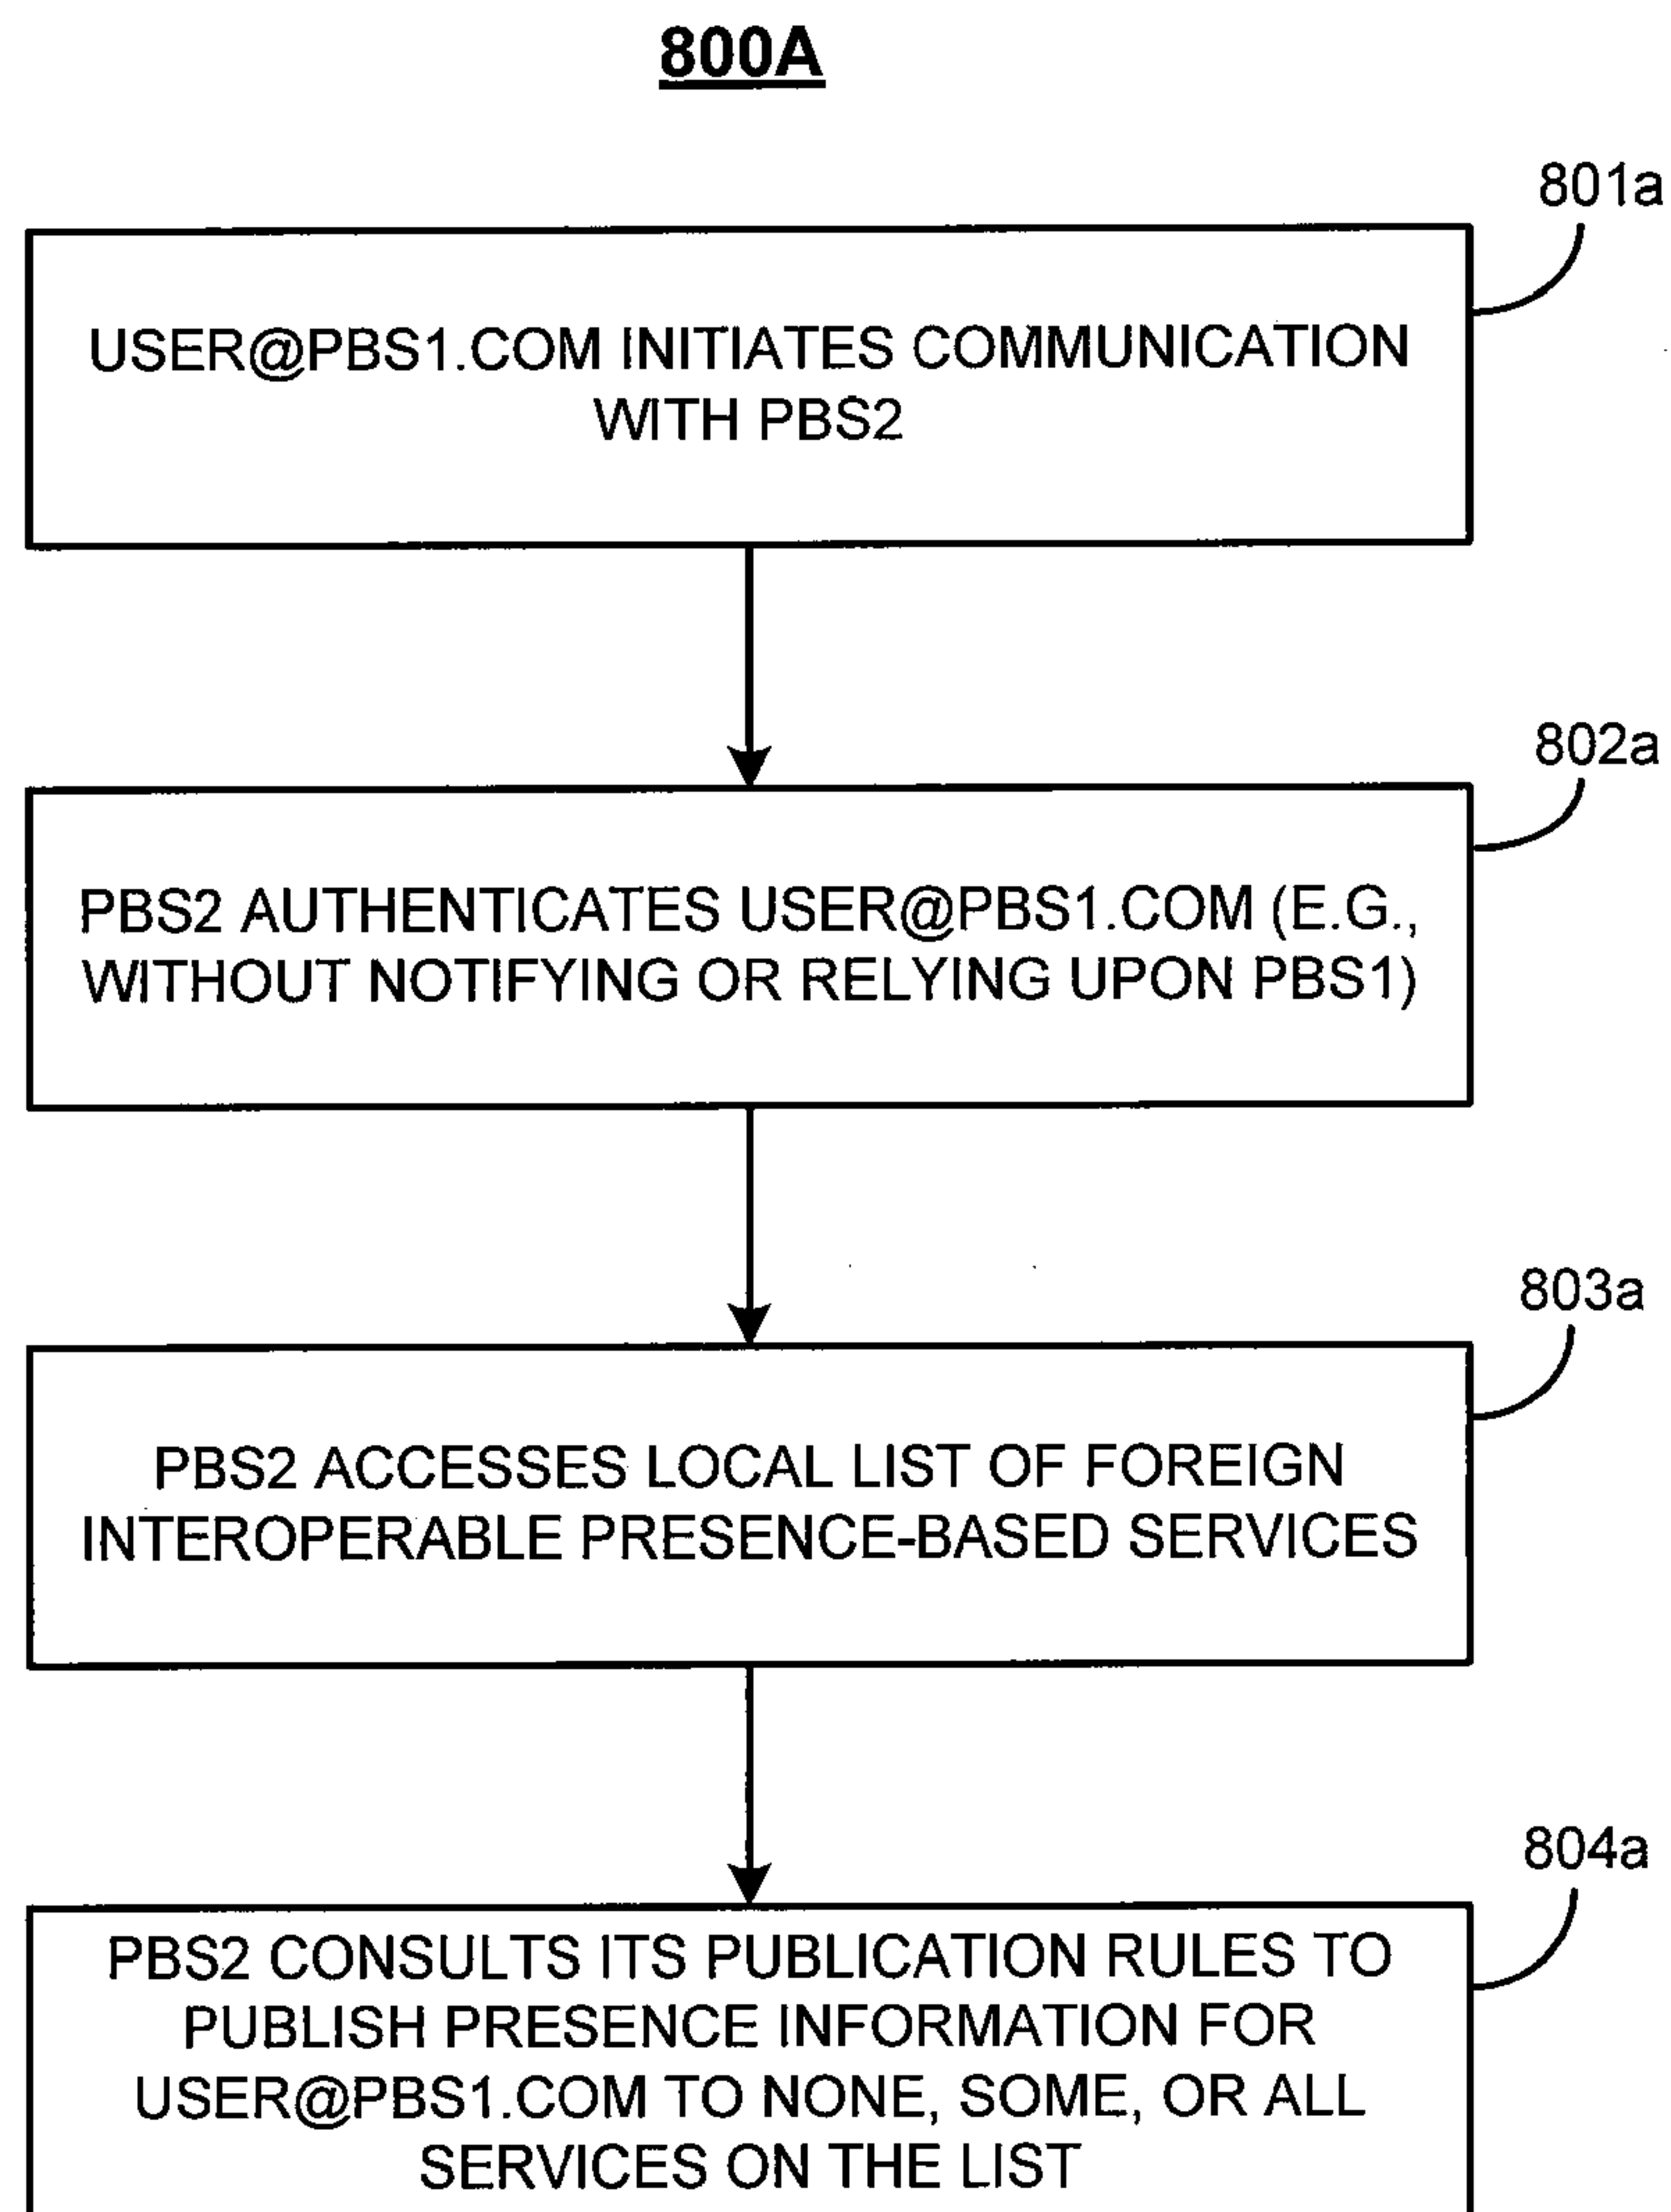 800A
801a
USER@PBS1.COM INITIATES COMMUNICATION
WITH PBS2
802a
PBS2 AUTHENTICATES USER@PBS1.COM (E.G.,
WITHOUT NOTIFYING OR RELYING UPON PBS1)
803a
PBS2 ACCESSES LOCAL LIST OF FOREIGN
INTEROPERABLE PRESENCE-BASED SERVICES
804a
PBS2 CONSULTS ITS PUBLICATION RULES TO
PUBLISH PRESENCE INFORMATION FOR
USER@PBS1.COM TO NONE, SOME, OR ALL
SERVICES ON THE LIST